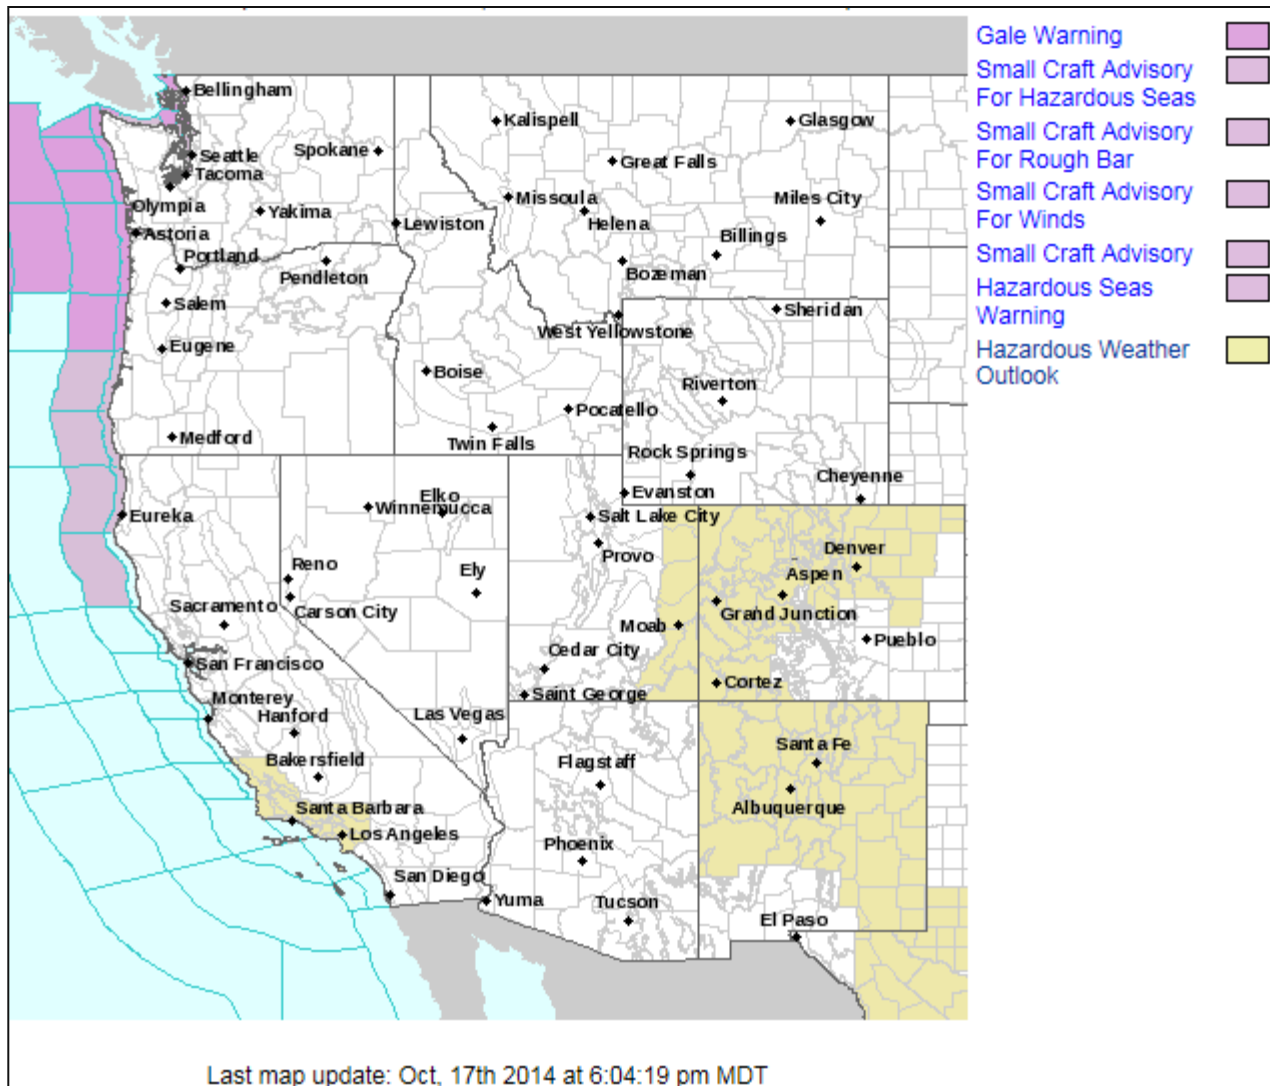 Gale Warning
Small Craft Advisory
For Hazardous Seas
Small Craft Advisory
For Rough Bar
Small Craft Advisory
For Winds
Small Craft Advisory
Hazardous Seas
Warning
Hazardous Weather
Outlook
Bellingham
Kalispell
Glasgow
Seattle
Spokane
Great Falls
Tacoma
Missoula
Miles City
Olympia
Yakima
Lewiston
Helena
Astoria
Billings
Portland
Pendleton
Bozeman
Salem
Sheridan
West Yellowstone
Eugene
Boise
Riverton
Pocatello
Medford
Twin Falls
Rock Springs
Cheyenne
Evanston
Elko
Winnemucca
Eureka
Salt Lake City
Provo
Denver
Reno
Ely
Aspen
Sacramento
Carson City
Grand Junction
Moab
Pueblo
Cedar City
San Francisco
Cortez
Saint George
Monterey
Hanford
Las Vegas
Santa Fe
Bakersfield
Flagstaff
Santa Barbara
Albuquerque
Los Angeles
Phoenix
San Diego
Yuma
Tucson
El Paso
Last map update: Oct, 17th 2014 at 6:04:19 pm MDT